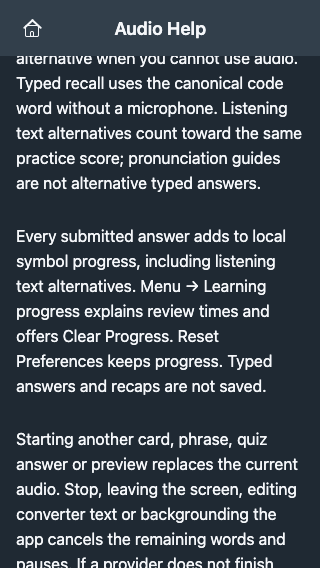 Audio Help
alternative when you cannot use audio.
Typed recall uses the canonical code
word without a microphone. Listening
text alternatives count toward the same
practice score; pronunciation guides
are not alternative typed answers.
Every submitted answer adds to local
symbol progress, including listening
text alternatives. Menu → Learning
progress explains review times and
offers Clear Progress. Reset
Preferences keeps progress. Typed
answers and recaps are not saved.
Starting another card, phrase, quiz
answer or preview replaces the current
audio. Stop, leaving the screen, editing
converter text or backgrounding the
app cancels the remaining words and
pauses. If a provider does not finish